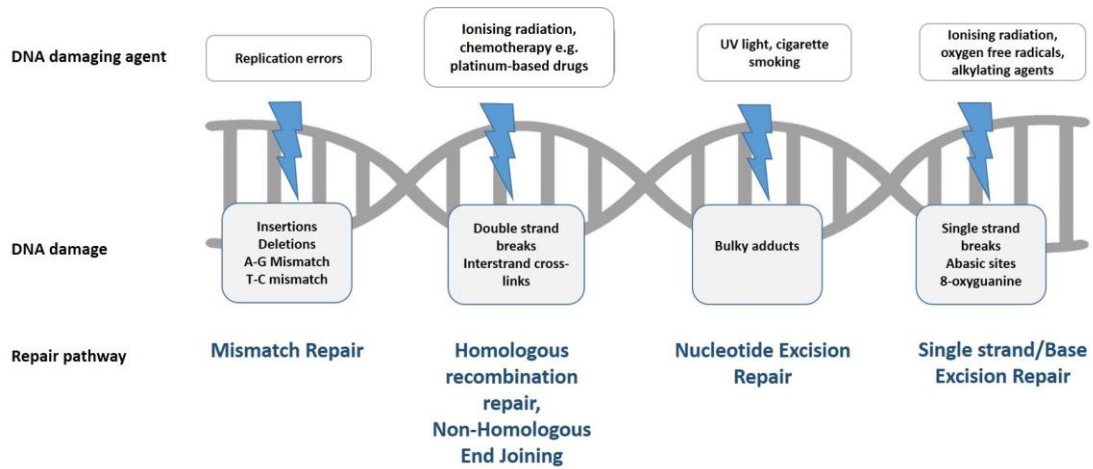 DNA damaging agent
Replication errors
Ionising radiation,
chemotherapy e.g.
platinum-based drugs
UV light, cigarette
smoking
Ionising radiation,
oxygen free radicals,
alkylating agents
DNA damage
Insertions
Deletions
A-G Mismatch
T-C mismatch
Double strand
breaks
Interstrand cross-
links
Bulky adducts
Single strand
breaks
Abasic sites
8-oxyguanine
Repair pathway
Mismatch Repair
Homologous
recombination
repair,
Non-Homologous
End Joining
Nucleotide Excision
Repair
Single strand/Base
Excision Repair